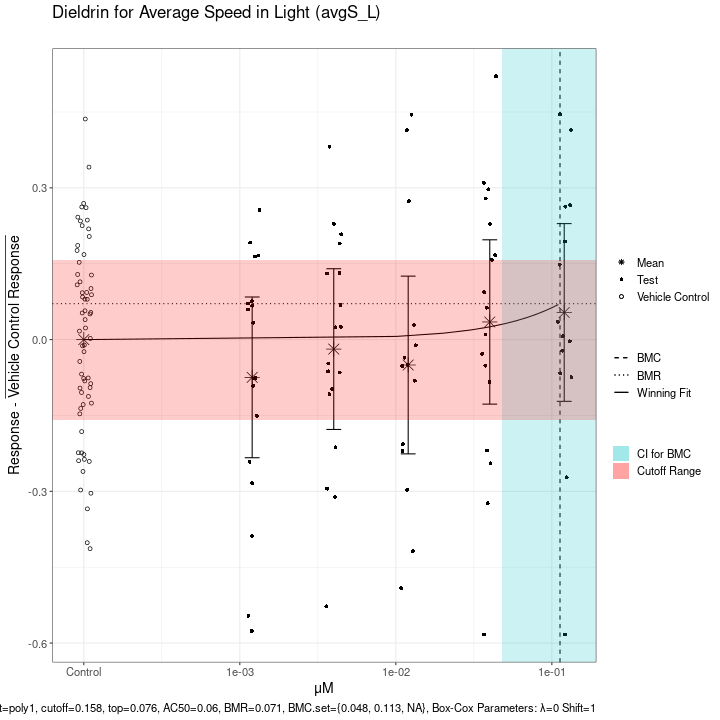 Dieldrin for Average Speed in Light (avgS_L)
Response - Vehicle Control Response
0.3
0.0
-0.3
-0.6
Control
1e-03
1e-02
1e-01
µM
Mean
Test
Vehicle Control
BMC
BMR
Winning Fit
CI for BMC
Cutoff Range
t=poly1, cutoff=0.158, top=0.076, AC50=0.06, BMR=0.071, BMC.set={0.048, 0.113, NA}, Box-Cox Parameters: λ=0 Shift=1